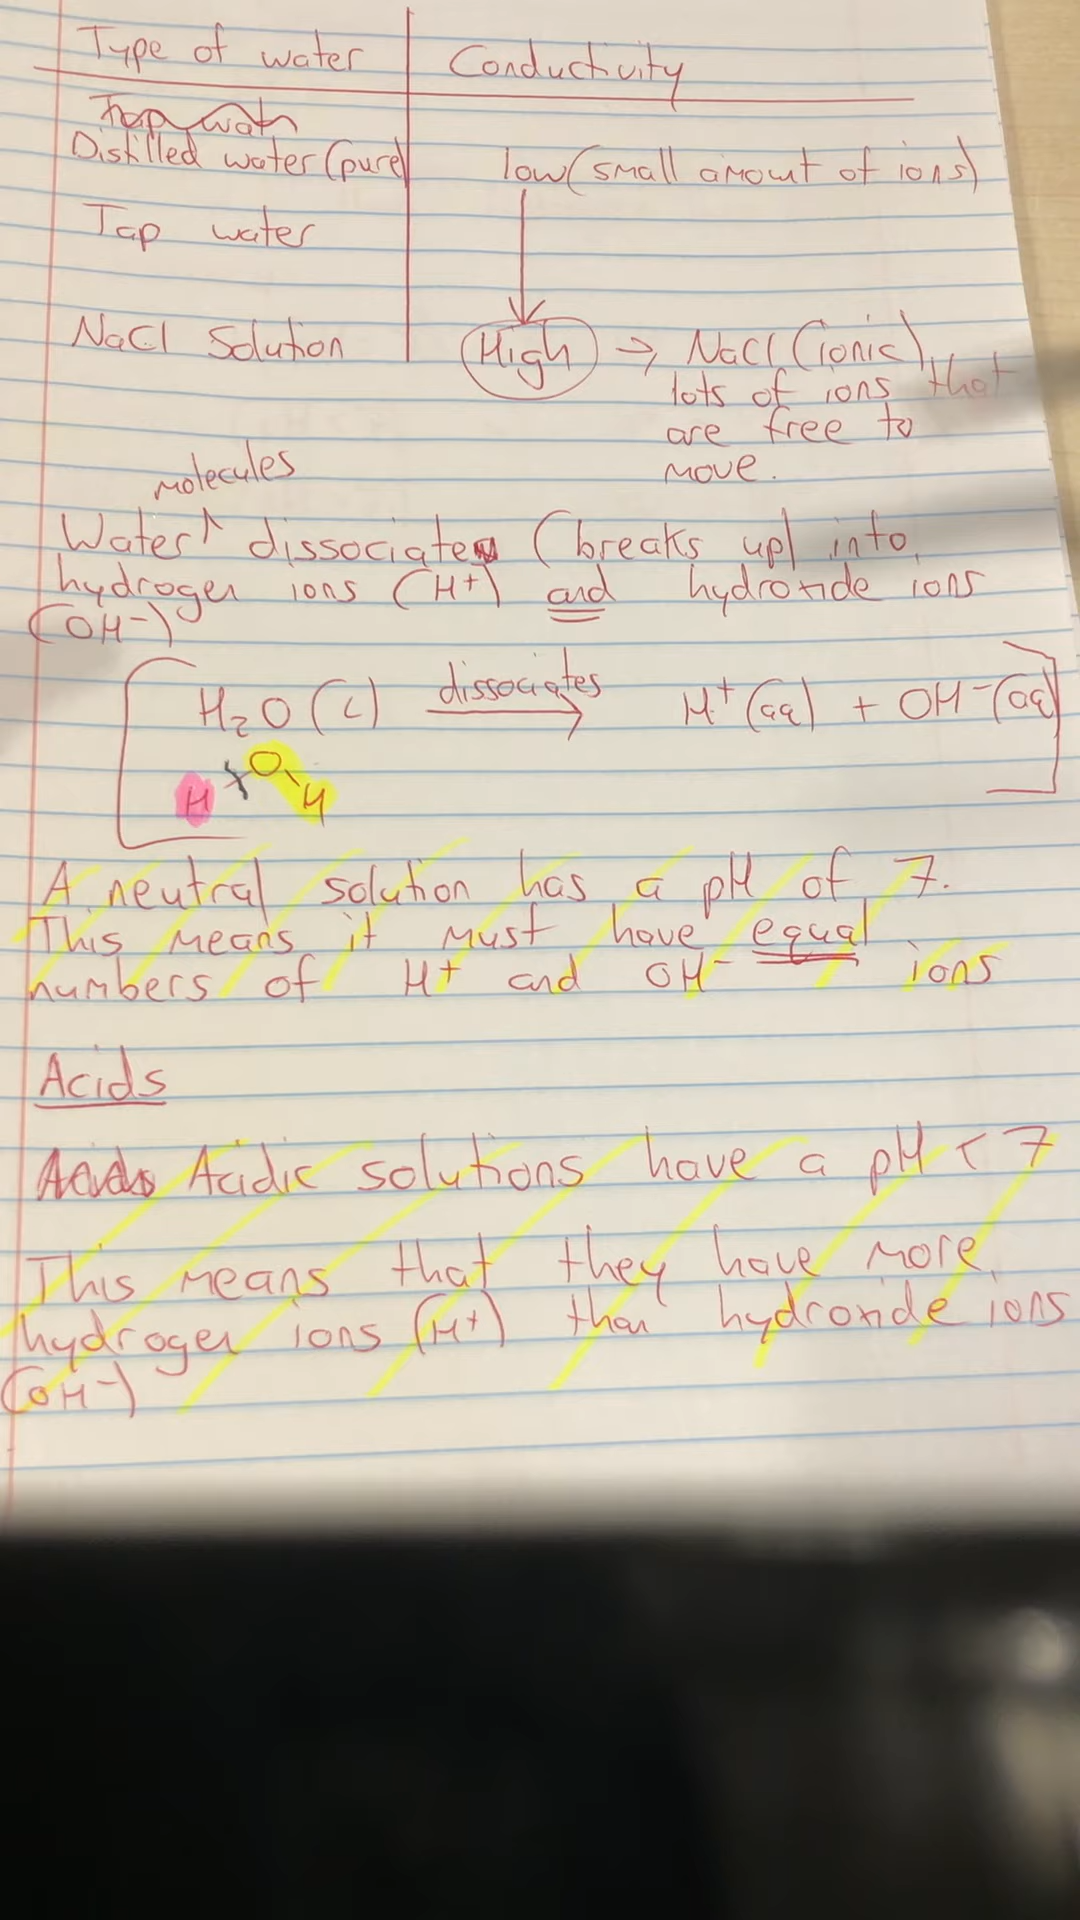 Type of water Conductivity
Tap wate
Distilled water (pure) low (small amount of ions)
Tap water
NaCl Solution High → NaCl (ionic),
lots of ions that
are free to
move.
molecules
Water ^ dissociates (breaks up) into
hydrogen ions (H+) and hydroxide ions
(OH-)
H₂O (l) dissociates → H⁺(aq) + OH⁻(aq)
H O H
A neutral solution has a pH of 7.
This means it must have equal
numbers of H+ and OH- ions
Acids
Acids Acidic solutions have a pH < 7
This means that they have more
hydrogen ions (H+) than hydroxide ions
(OH-)